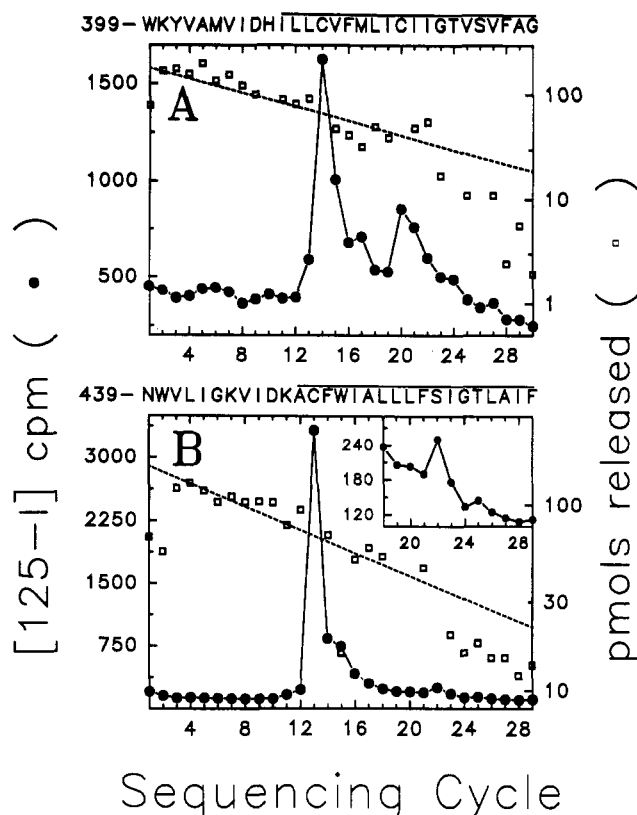 399- WKYVAMVIDHILLCVFMLICIIGTVSVFAG
A
1500
1000
500
100
10
1
4 8 12 16 20 24 28
439- NWVLIGKVIDKACFWIALLLFSIGTLAIF
B
3000
2250
1500
750
240
180
120
20 24 28
100
30
10
4 8 12 16 20 24 28
[125-I] cpm ( ● )
pmols released ( □ )
Sequencing Cycle